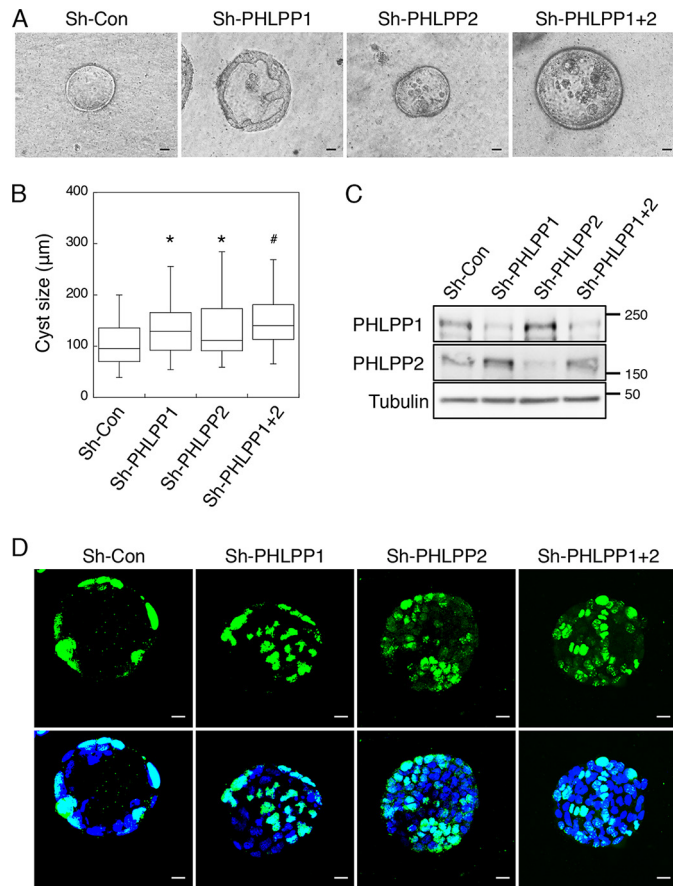 A
Sh-Con
Sh-PHLPP1
Sh-PHLPP2
Sh-PHLPP1+2
B
Cyst size (µm)
400
300
200
100
0
*
*
#
Sh-Con
Sh-PHLPP1
Sh-PHLPP2
Sh-PHLPP1+2
C
Sh-Con
Sh-PHLPP1
Sh-PHLPP2
Sh-PHLPP1+2
PHLPP1
250
PHLPP2
150
Tubulin
50
D
Sh-Con
Sh-PHLPP1
Sh-PHLPP2
Sh-PHLPP1+2